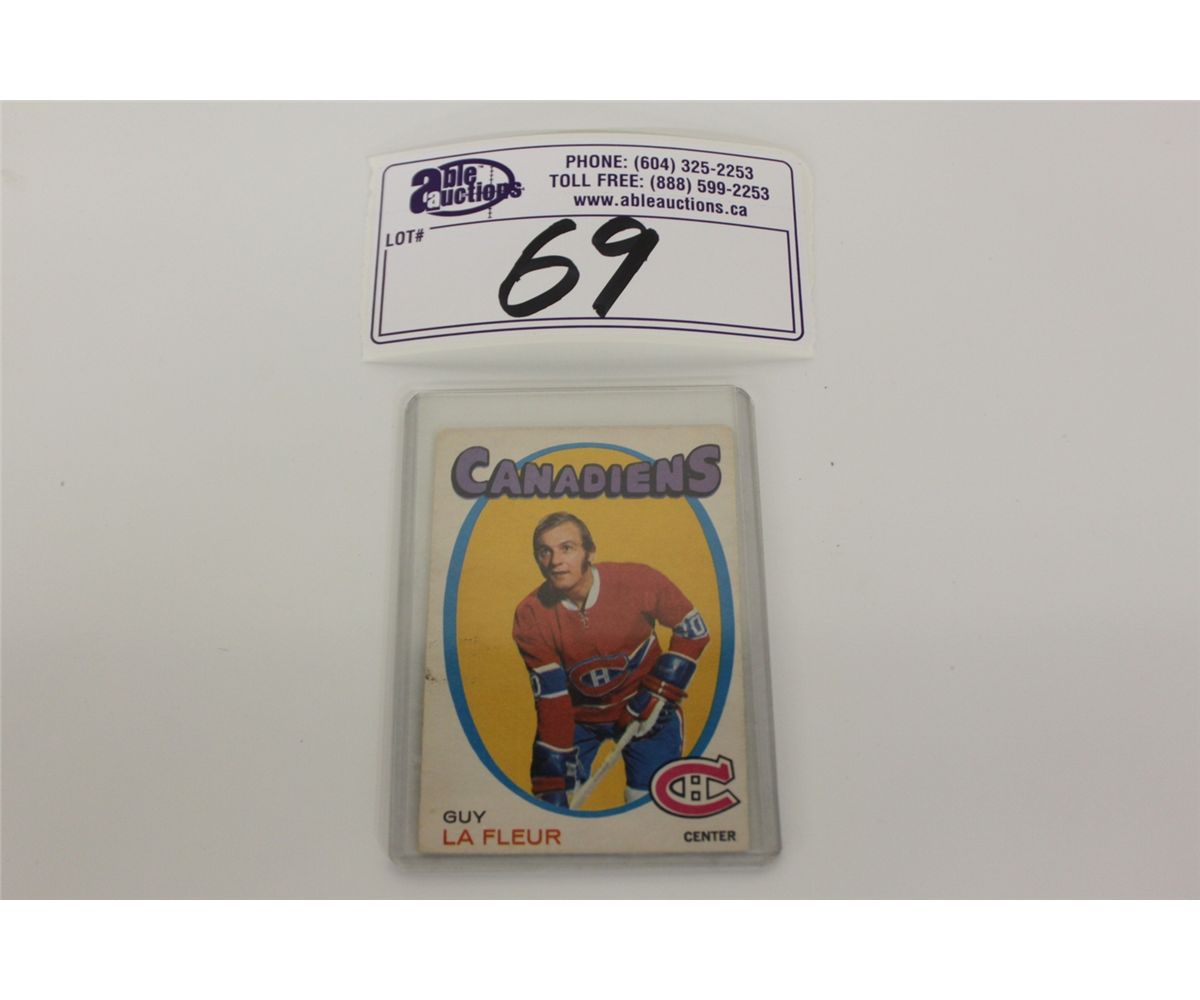 able auctions™
PHONE: (604) 325-2253
TOLL FREE: (888) 599-2253
www.ableauctions.ca
LOT#
69
CANADIENS
GUY
LA FLEUR
CENTER